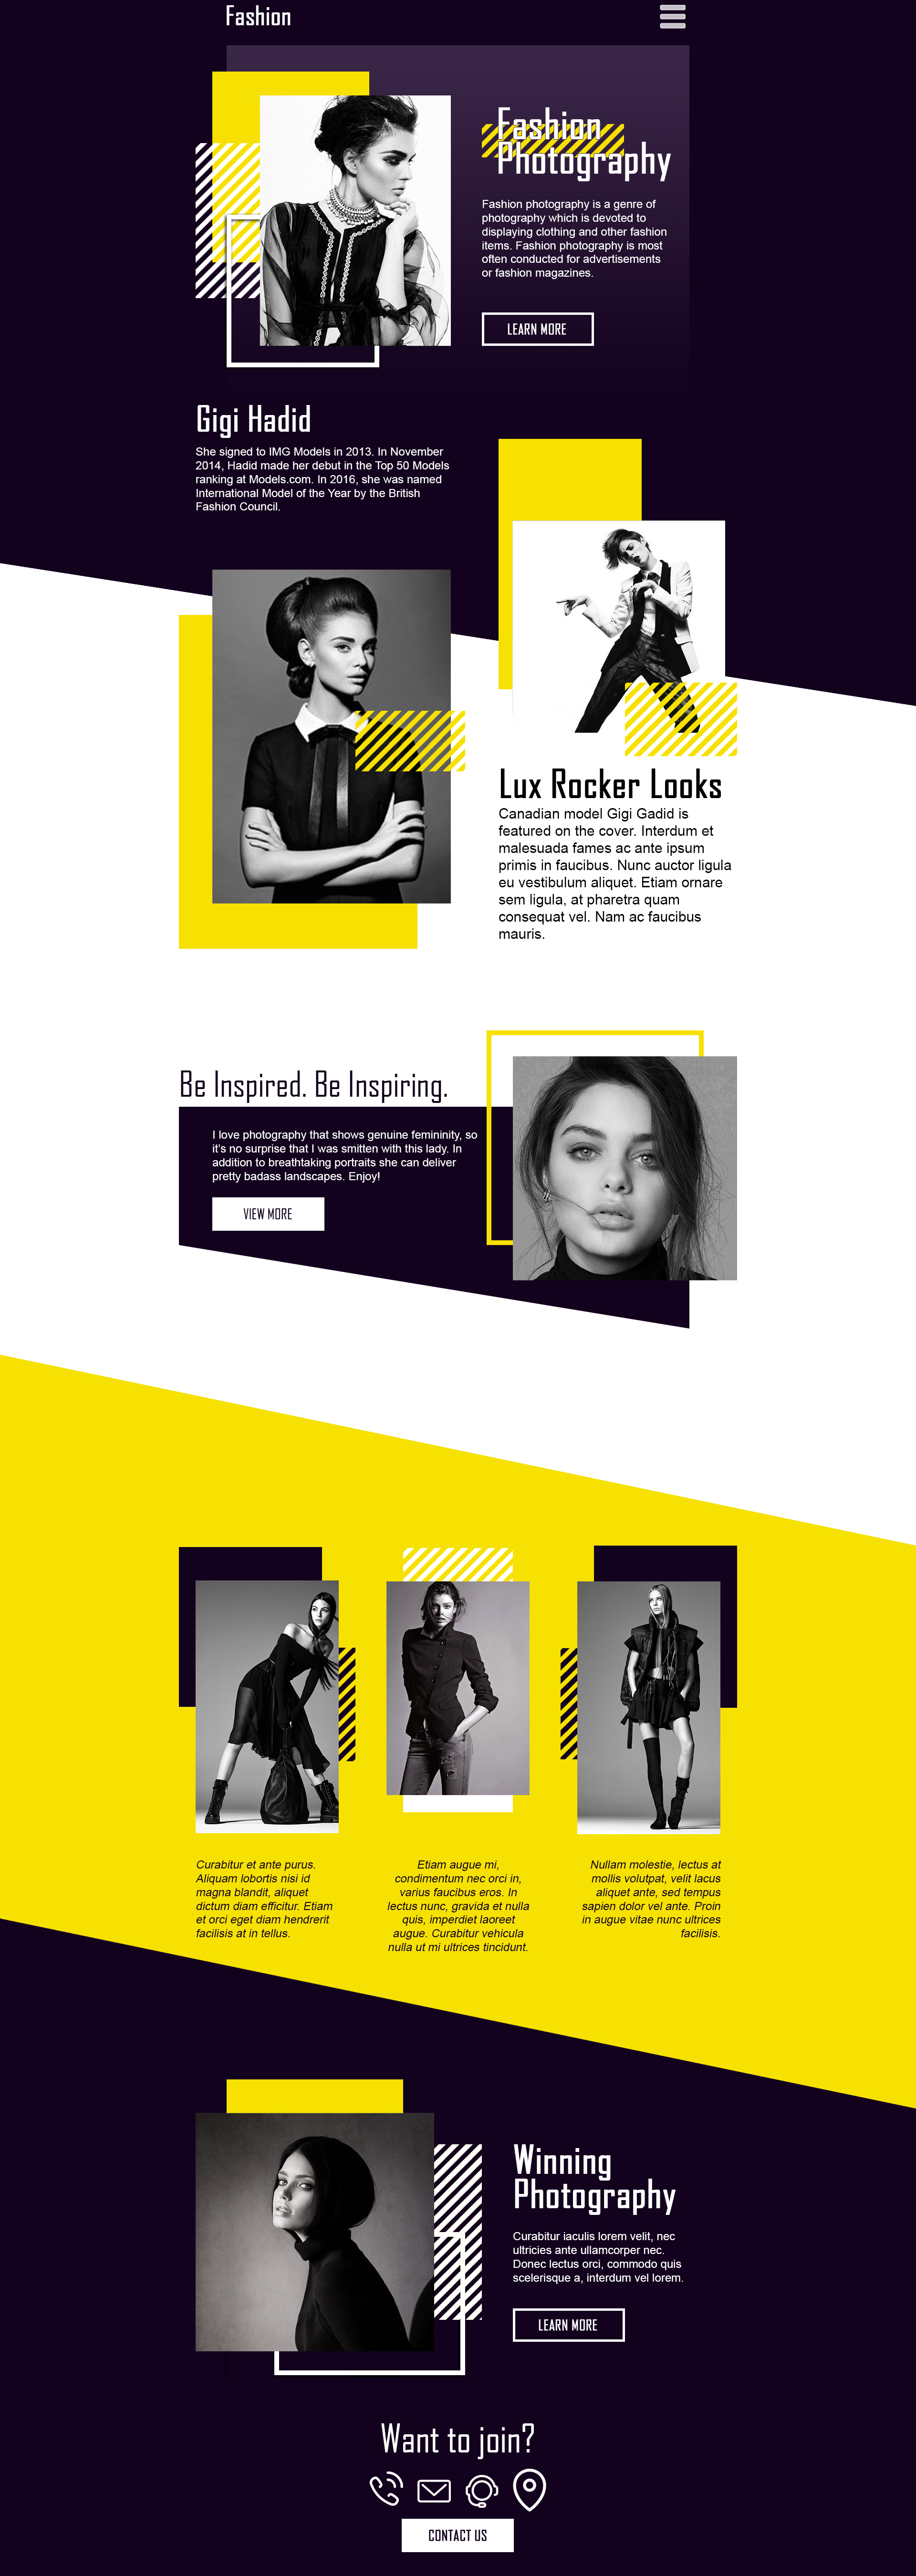 Fashion
Fashion
Photography
Fashion photography is a genre of
photography which is devoted to
displaying clothing and other fashion
items. Fashion photography is most
often conducted for advertisements
or fashion magazines.
LEARN MORE
Gigi Hadid
She signed to IMG Models in 2013. In November
2014, Hadid made her debut in the Top 50 Models
ranking at Models.com. In 2016, she was named
International Model of the Year by the British
Fashion Council.
Lux Rocker Looks
Canadian model Gigi Gadid is
featured on the cover. Interdum et
malesuada fames ac ante ipsum
primis in faucibus. Nunc auctor ligula
eu vestibulum aliquet. Etiam ornare
sem ligula, at pharetra quam
consequat vel. Nam ac faucibus
mauris.
Be Inspired. Be Inspiring.
I love photography that shows genuine femininity, so
it's no surprise that I was smitten with this lady. In
addition to breathtaking portraits she can deliver
pretty badass landscapes. Enjoy!
VIEW MORE
Curabitur et ante purus.
Aliquam lobortis nisi id
magna blandit, aliquet
dictum diam efficitur. Etiam
et orci eget diam hendrerit
facilisis at in tellus.
Etiam augue mi,
condimentum nec orci in,
varius faucibus eros. In
lectus nunc, gravida et nulla
quis, imperdiet laoreet
augue. Curabitur vehicula
nulla ut mi ultrices tincidunt.
Nullam molestie, lectus at
mollis volutpat, velit lacus
aliquet ante, sed tempus
sapien dolor vel ante. Proin
in augue vitae nunc ultrices
facilisis.
Winning
Photography
Curabitur iaculis lorem velit, nec
ultricies ante ullamcorper nec.
Donec lectus orci, commodo quis
scelerisque a, interdum vel lorem.
LEARN MORE
Want to join?
CONTACT US